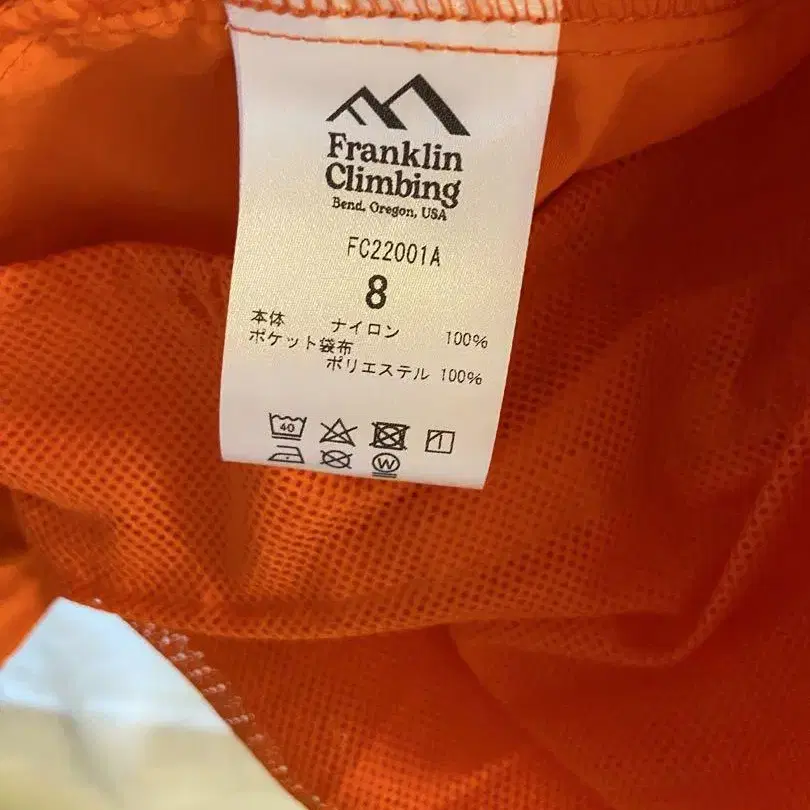 Franklin
Climbing
Bend, Oregon, USA
FC22001A
8
本体 ナイロン 100%
ポケット袋布
ポリエステル 100%
40
W